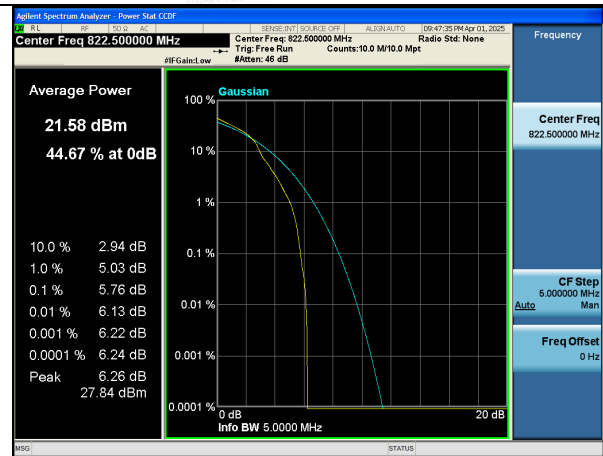 Agilent Spectrum Analyzer - Power Stat CCDF
RL RF 50 Ω AC SENSE:INT SOURCE OFF ALIGN AUTO 09:47:35 PM Apr 01, 2025
Center Freq 822.500000 MHz
Center Freq: 822.500000 MHz Radio Std: None
Trig: Free Run Counts:10.0 M/10.0 Mpt
#IFGain:Low #Atten: 46 dB
Frequency
Average Power
21.58 dBm
44.67 % at 0dB
10.0 % 2.94 dB
1.0 % 5.03 dB
0.1 % 5.76 dB
0.01 % 6.13 dB
0.001 % 6.22 dB
0.0001 % 6.24 dB
Peak 6.26 dB
27.84 dBm
Gaussian
100 %
10 %
1 %
0.1 %
0.01 %
0.001 %
0.0001 %
0 dB 20 dB
Info BW 5.0000 MHz
Center Freq
822.500000 MHz
CF Step
5.000000 MHz
Auto Man
Freq Offset
0 Hz
MSG STATUS